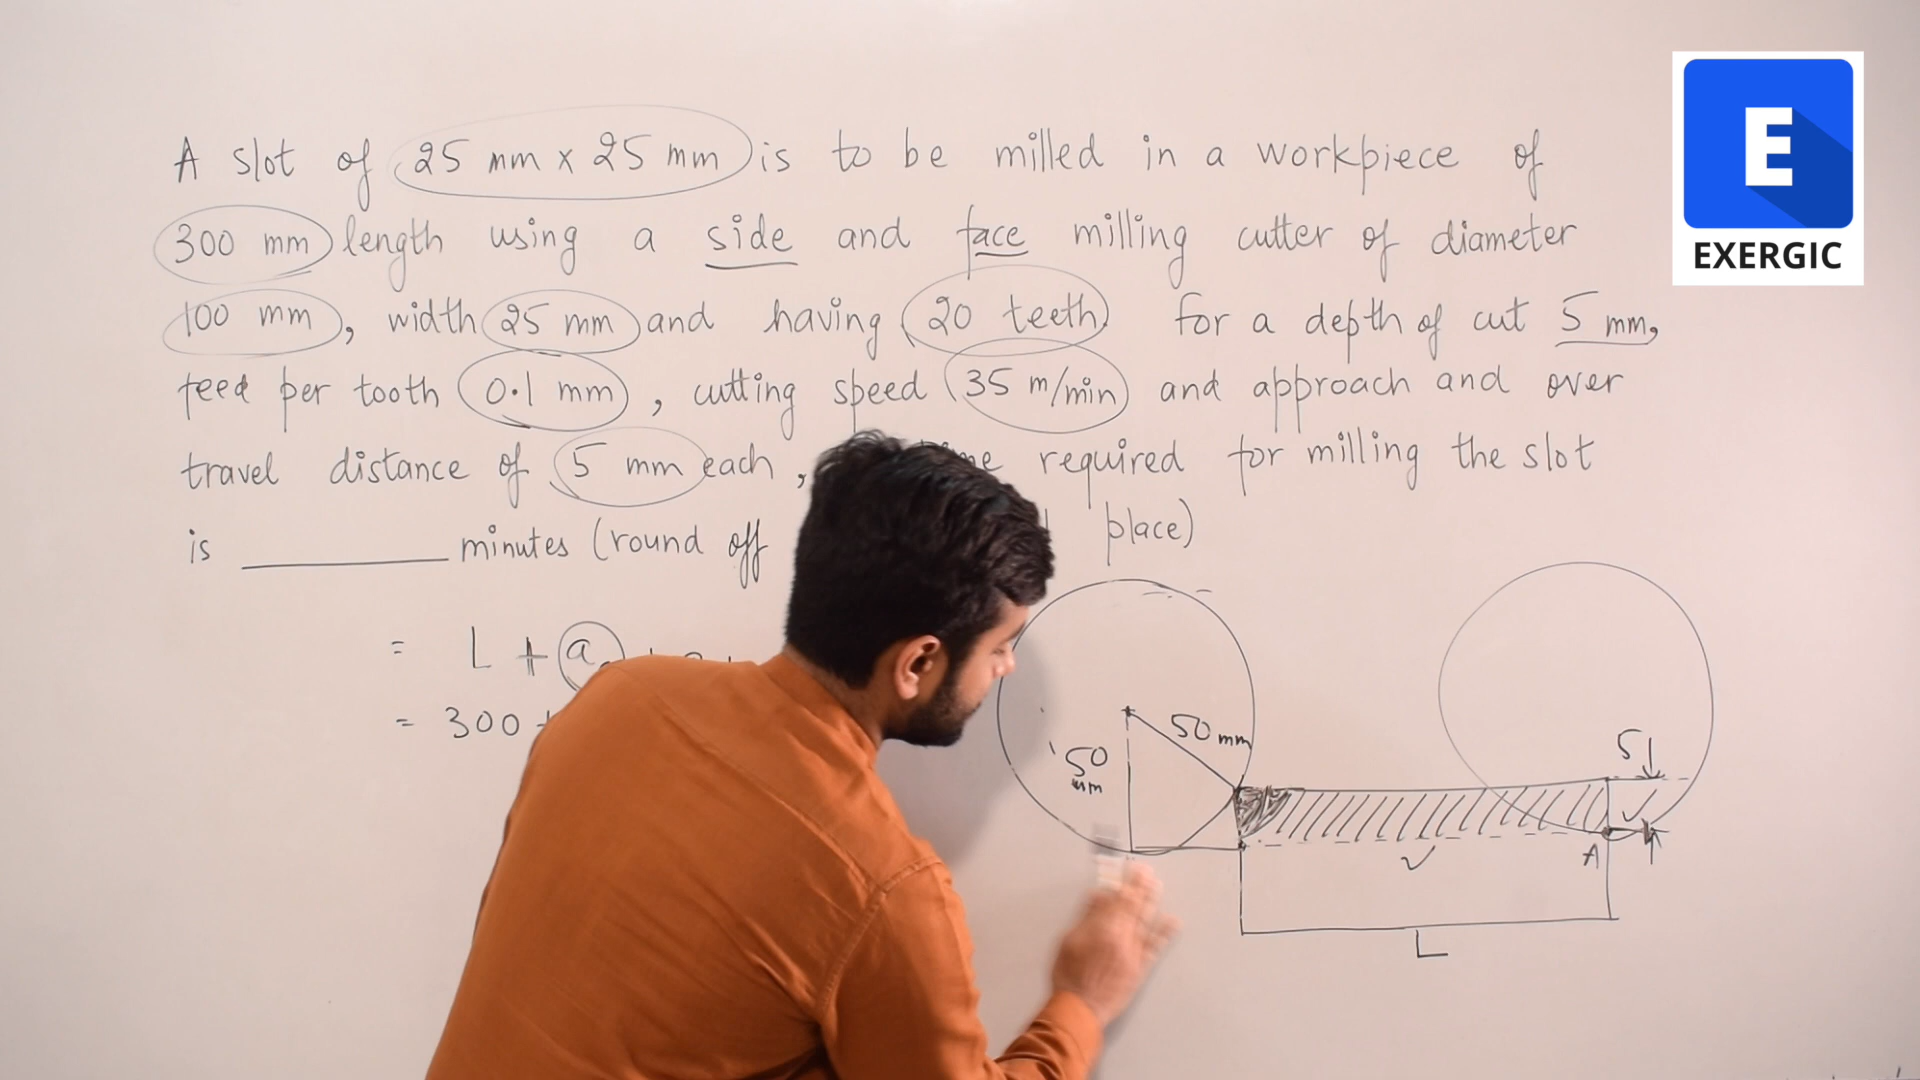 A slot of 25 mm x 25 mm is to be milled in a workpiece of
300 mm length using a side and face milling cutter of diameter
100 mm, width 25 mm and having 20 teeth for a depth of cut 5 mm,
feed per tooth 0.1 mm, cutting speed 35 m/min and approach and over
travel distance of 5 mm each, required for milling the slot
is ________ minutes (round off place)
= L + a
= 300 +
50 mm
50 mm
5
A
L
E
EXERGIC